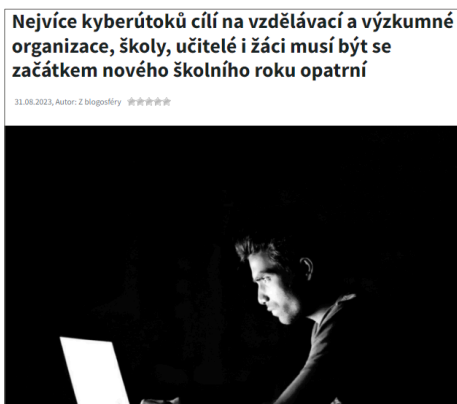 Nejvíce kyberútoků cílí na vzdělávací a výzkumné
organizace, školy, učitelé i žáci musí být se
začátkem nového školního roku opatrní
31.08.2023, Autor: Z blogosféry